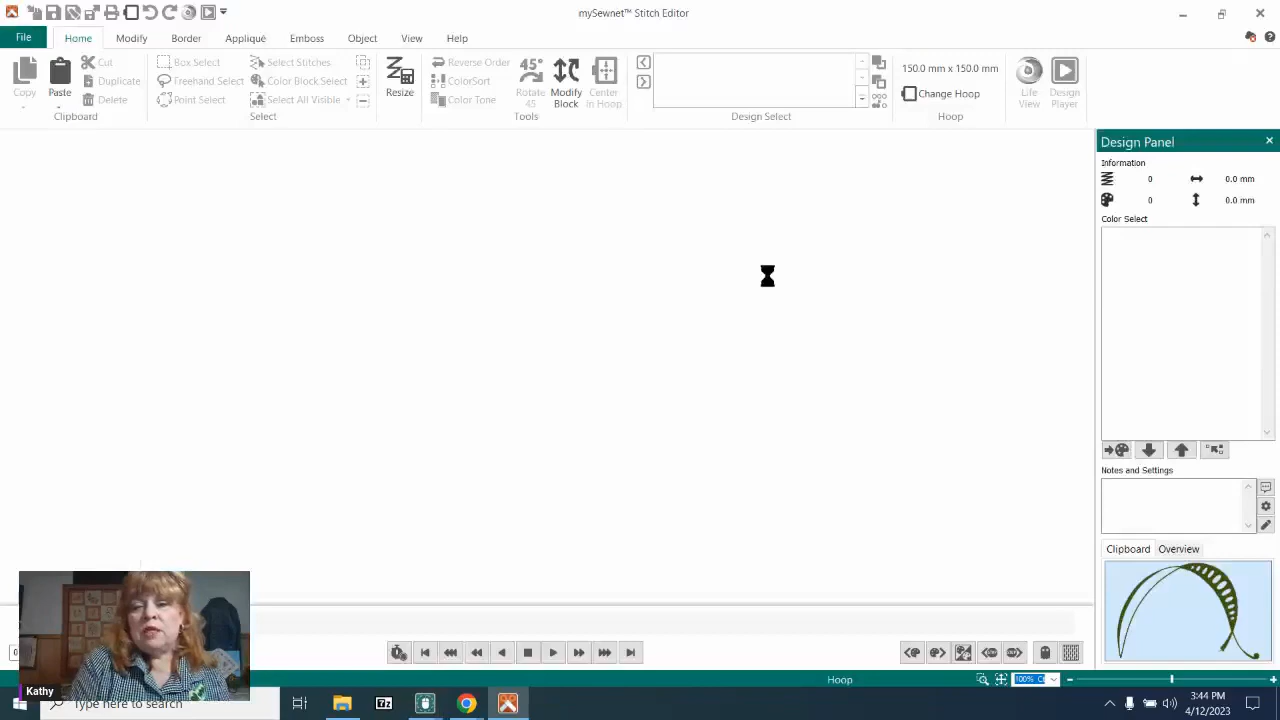 mySewnet™ Stitch Editor
File Home Modify Border Appliqué Emboss Object View Help
Copy Paste Cut Duplicate Delete
Clipboard
Box Select Select Stitches
Freehand Select Color Block Select
Point Select Select All Visible
Select
Resize
Reverse Order
ColorSort
Color Tone
45° Rotate 45
Modify Block
Center in Hoop
Tools
Design Select
150.0 mm x 150.0 mm
Change Hoop
Hoop
Life View
Design Player
Design Panel
Information
0 0.0 mm
0 0.0 mm
Color Select
Notes and Settings
Clipboard Overview
Kathy
Hoop
Type here to search
7z
3:44 PM
4/12/2023